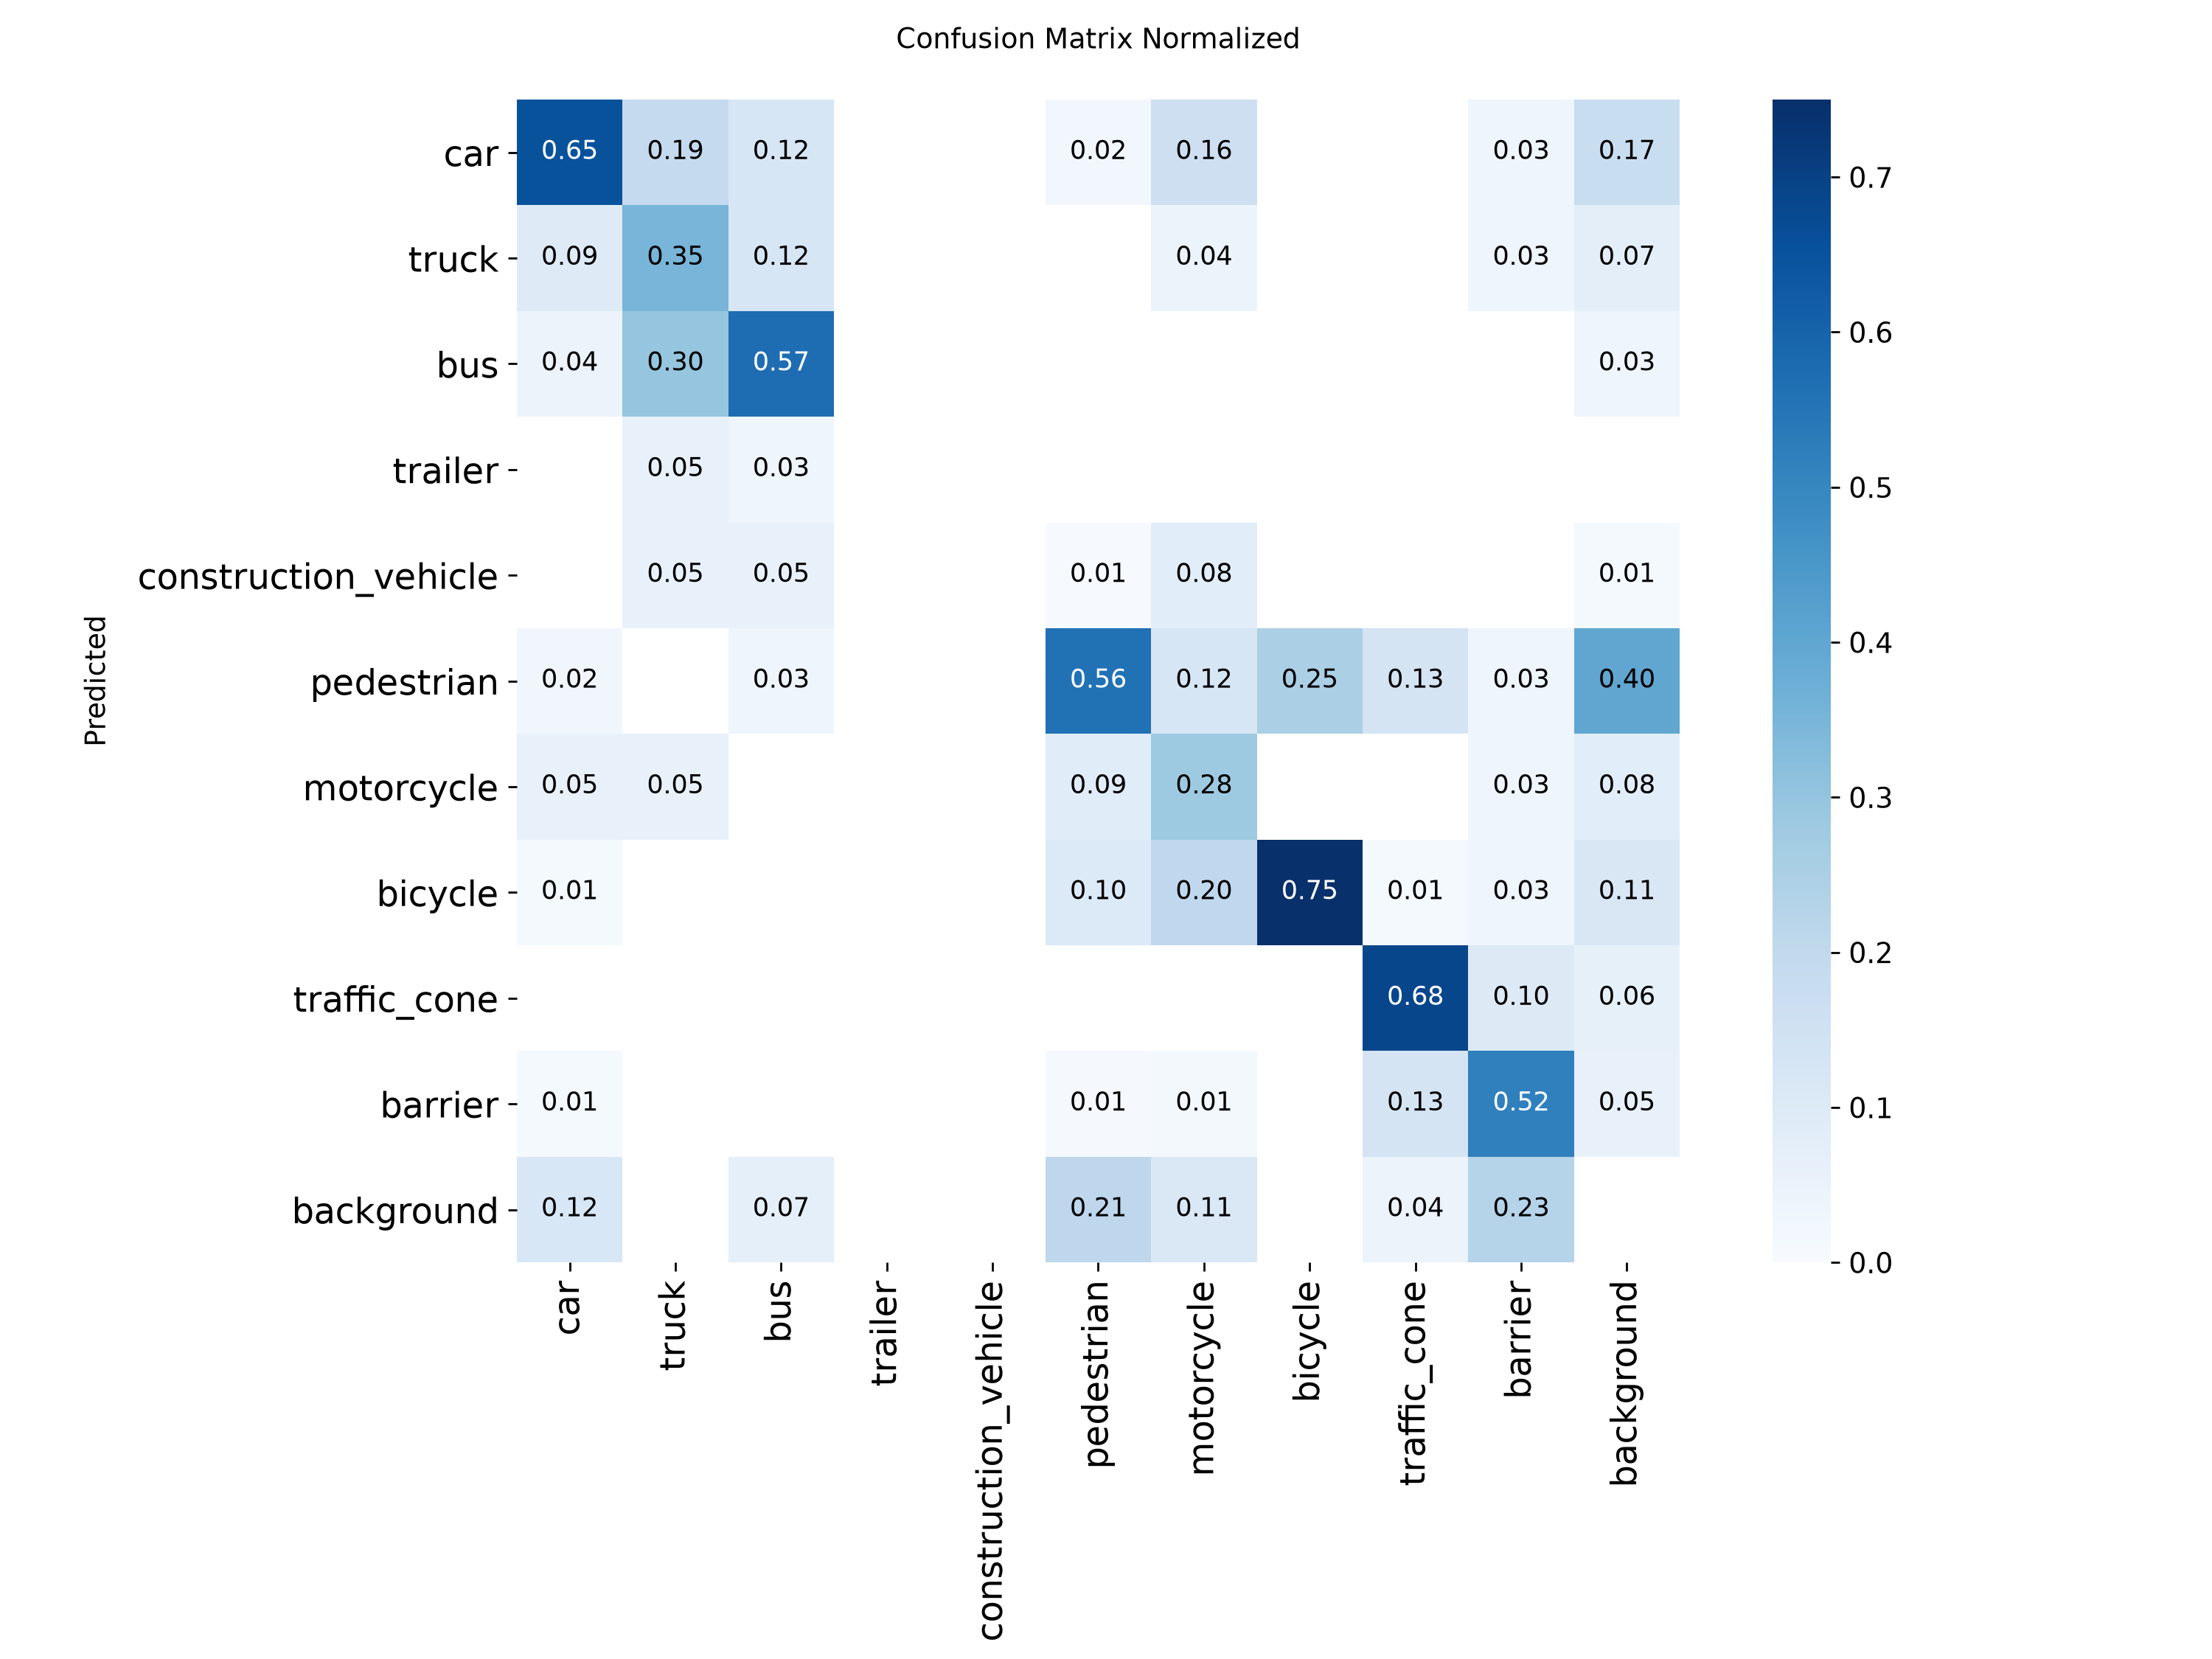 Confusion Matrix Normalized
car 0.65 0.19 0.12 0.02 0.16 0.03 0.17
truck 0.09 0.35 0.12 0.04 0.03 0.07
bus 0.04 0.30 0.57 0.03
trailer 0.05 0.03
construction_vehicle 0.05 0.05 0.01 0.08 0.01
pedestrian 0.02 0.03 0.56 0.12 0.25 0.13 0.03 0.40
motorcycle 0.05 0.05 0.09 0.28 0.03 0.08
bicycle 0.01 0.10 0.20 0.75 0.01 0.03 0.11
traffic_cone 0.68 0.10 0.06
barrier 0.01 0.01 0.01 0.13 0.52 0.05
background 0.12 0.07 0.21 0.11 0.04 0.23
Predicted
car
truck
bus
trailer
construction_vehicle
pedestrian
motorcycle
bicycle
traffic_cone
barrier
background
0.7
0.6
0.5
0.4
0.3
0.2
0.1
0.0